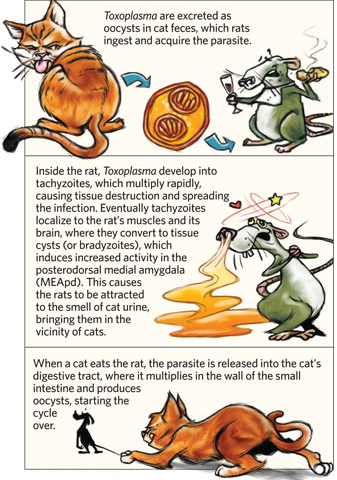 Toxoplasma are excreted as
oocysts in cat feces, which rats
ingest and acquire the parasite.
Inside the rat, Toxoplasma develop into
tachyzoites, which multiply rapidly,
causing tissue destruction and spreading
the infection. Eventually tachyzoites
localize to the rat's muscles and its
brain, where they convert to tissue
cysts (or bradyzoites), which
induces increased activity in the
posterodorsal medial amygdala
(MEApd). This causes
the rats to be attracted
to the smell of cat urine,
bringing them in the
vicinity of cats.
When a cat eats the rat, the parasite is released into the cat's
digestive tract, where it multiplies in the wall of the small
intestine and produces
oocysts, starting the
cycle
over.